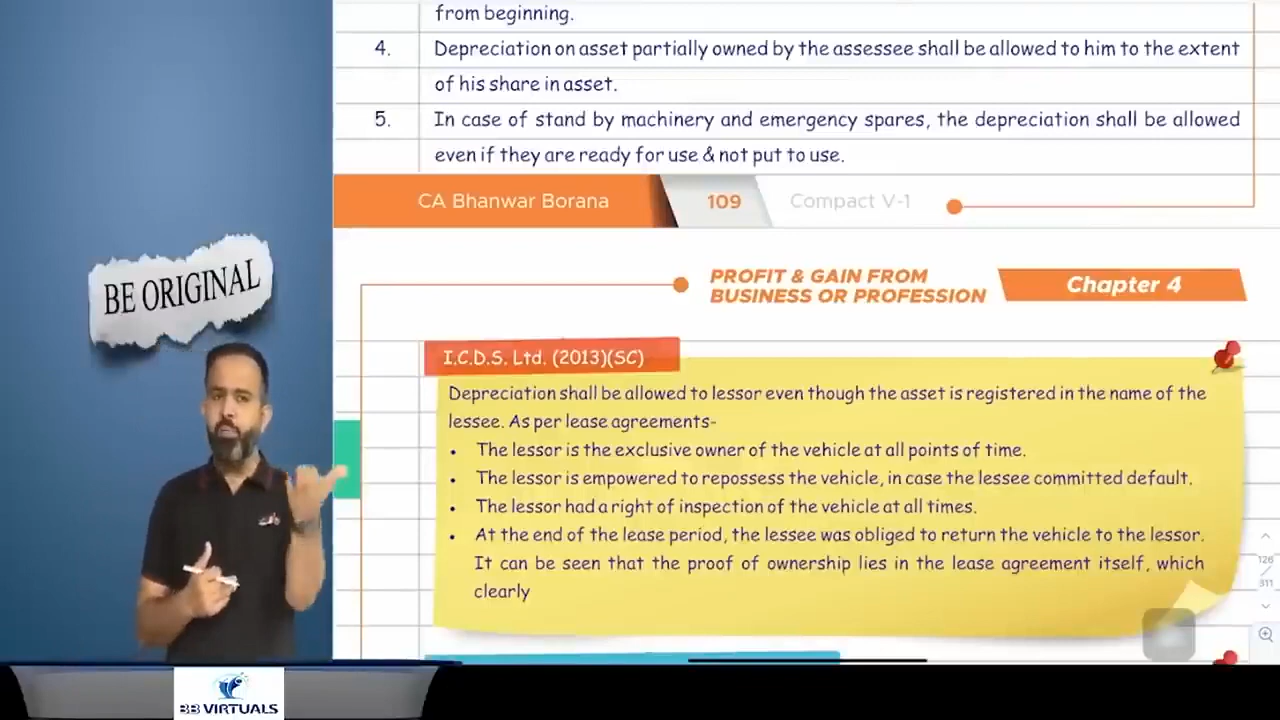 from beginning.
4. Depreciation on asset partially owned by the assessee shall be allowed to him to the extent
of his share in asset.
5. In case of stand by machinery and emergency spares, the depreciation shall be allowed
even if they are ready for use & not put to use.
CA Bhanwar Borana 109 Compact V-1
BE ORIGINAL
PROFIT & GAIN FROM
BUSINESS OR PROFESSION
Chapter 4
I.C.D.S. Ltd. (2013)(SC)
Depreciation shall be allowed to lessor even though the asset is registered in the name of the
lessee. As per lease agreements-
• The lessor is the exclusive owner of the vehicle at all points of time.
• The lessor is empowered to repossess the vehicle, in case the lessee committed default.
• The lessor had a right of inspection of the vehicle at all times.
• At the end of the lease period, the lessee was obliged to return the vehicle to the lessor.
It can be seen that the proof of ownership lies in the lease agreement itself, which
clearly
126
/
311
BB VIRTUALS